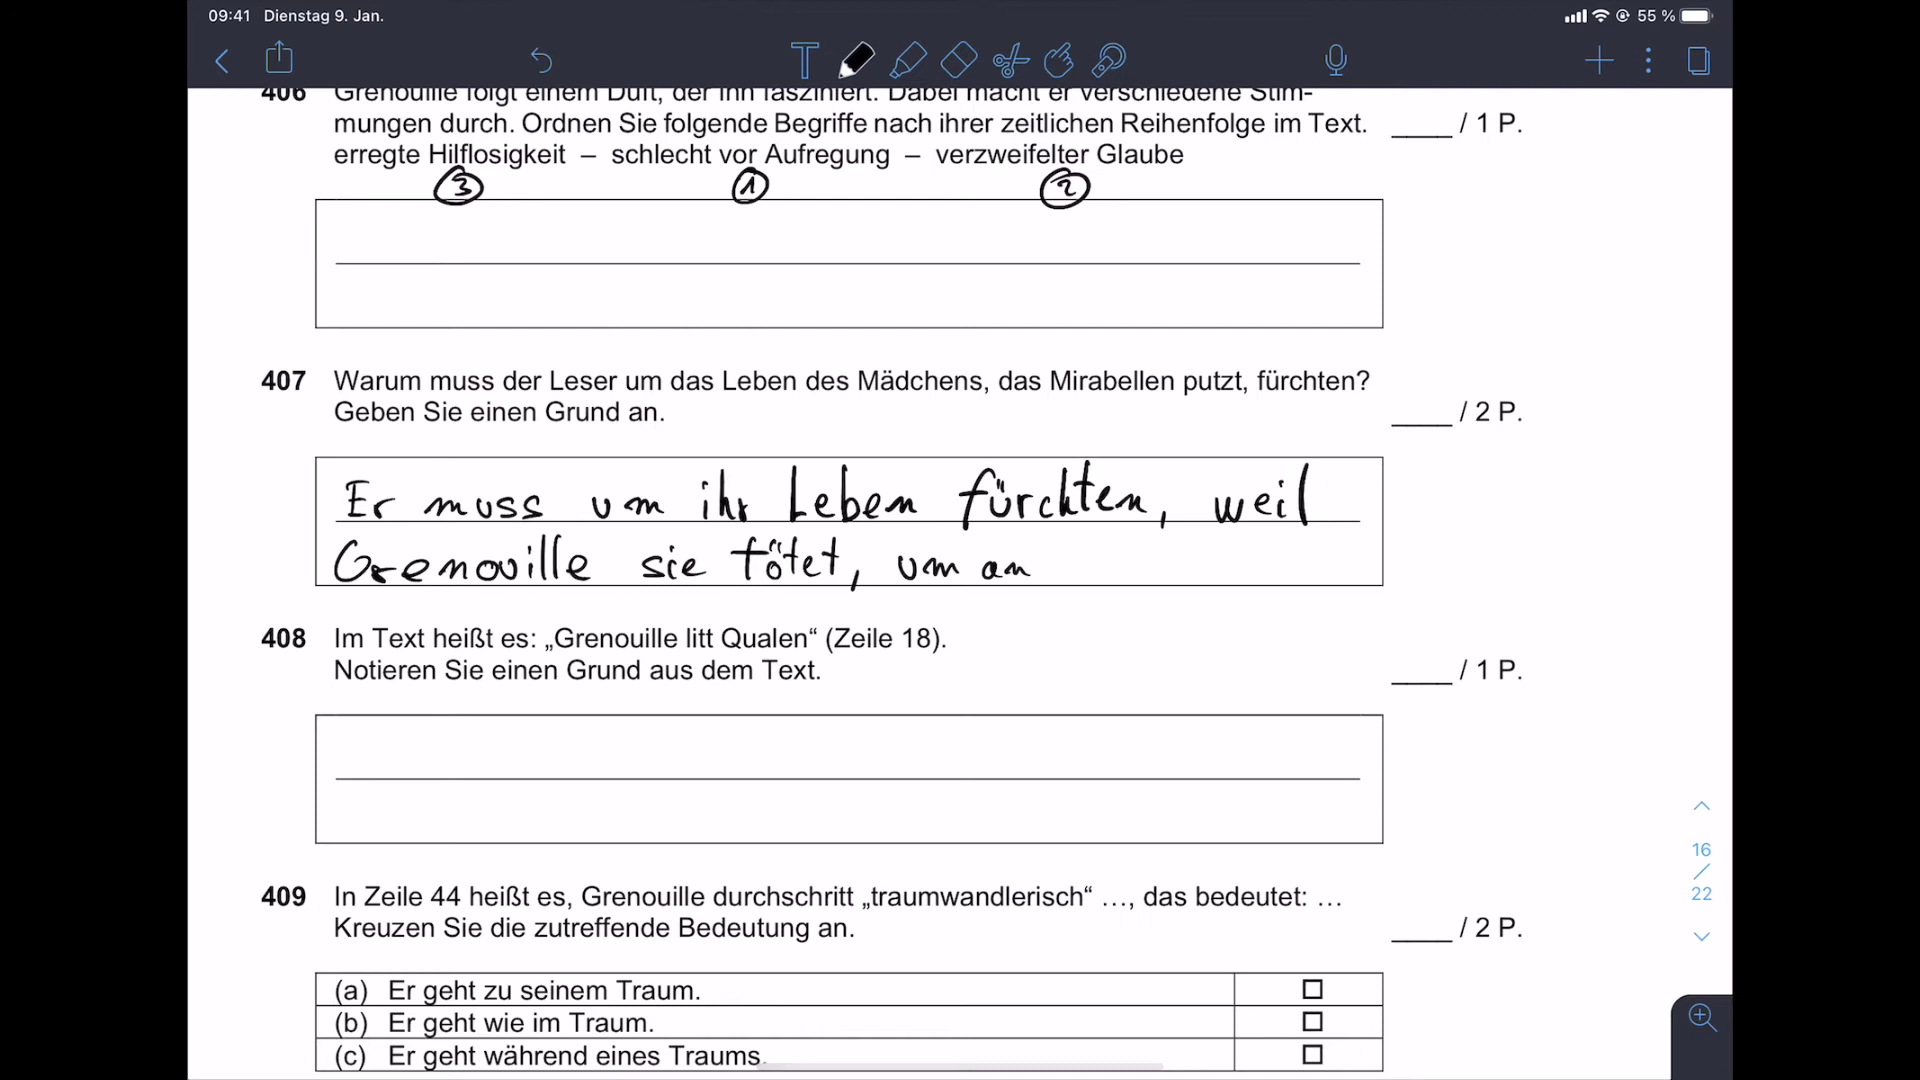 09:41 Dienstag 9. Jan. 55 %
406 Grenouille folgt einem Duft, der ihn fasziniert. Dabei macht er verschiedene Stim-
mungen durch. Ordnen Sie folgende Begriffe nach ihrer zeitlichen Reihenfolge im Text. ____ / 1 P.
erregte Hilflosigkeit – schlecht vor Aufregung – verzweifelter Glaube
3 1 2
407 Warum muss der Leser um das Leben des Mädchens, das Mirabellen putzt, fürchten?
Geben Sie einen Grund an. ____ / 2 P.
Er muss um ihr Leben fürchten, weil
Grenouille sie tötet, um an
408 Im Text heißt es: „Grenouille litt Qualen“ (Zeile 18).
Notieren Sie einen Grund aus dem Text. ____ / 1 P.
409 In Zeile 44 heißt es, Grenouille durchschritt „traumwandlerisch“ …, das bedeutet: …
Kreuzen Sie die zutreffende Bedeutung an. ____ / 2 P.
(a) Er geht zu seinem Traum.
(b) Er geht wie im Traum.
(c) Er geht während eines Traums.
16
/
22